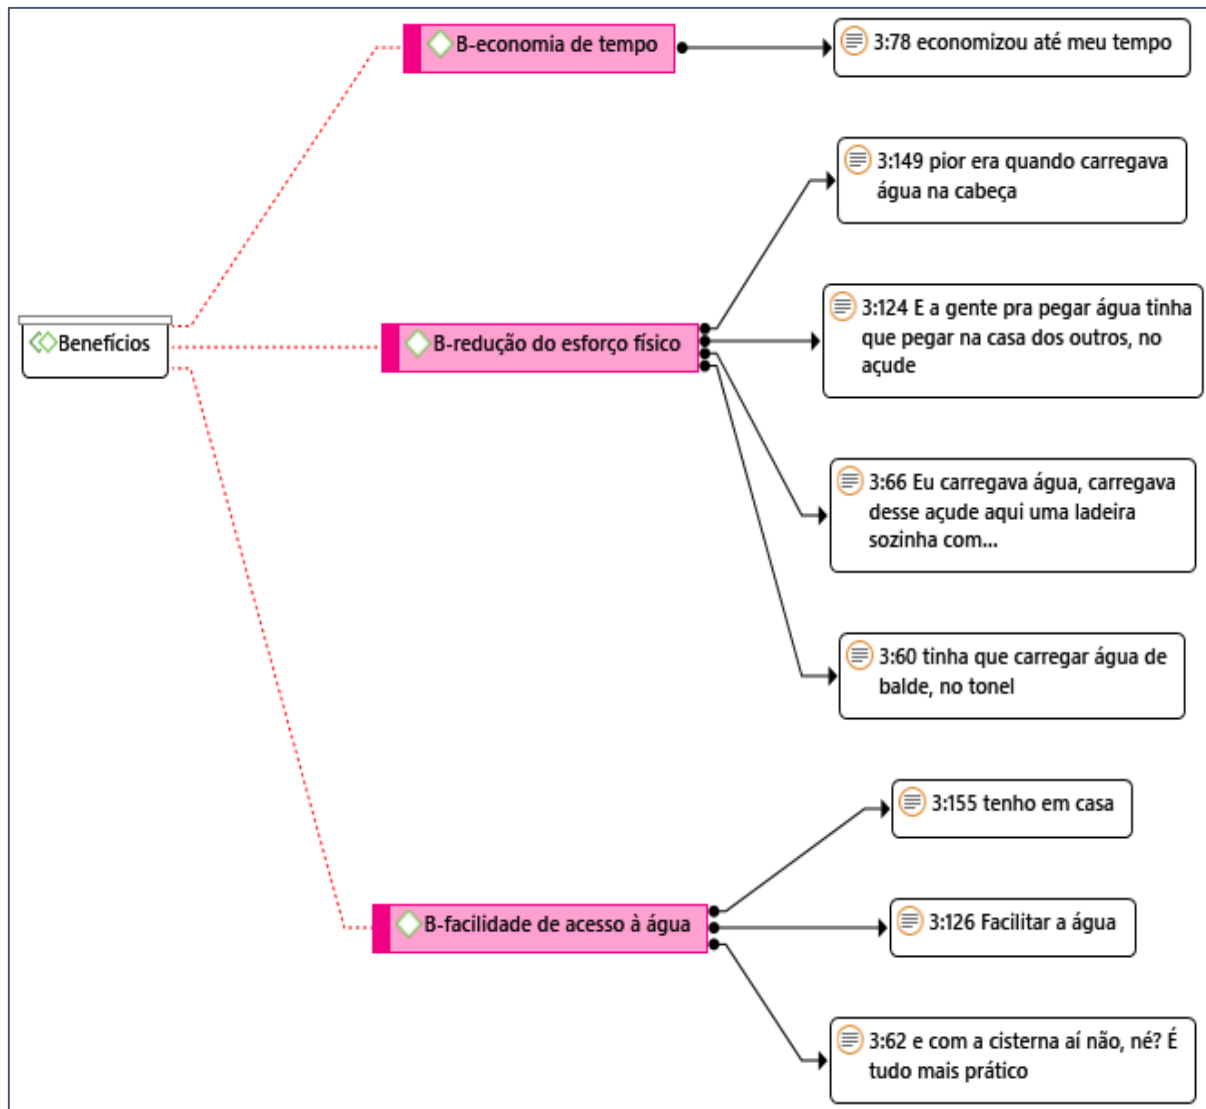 B-economia de tempo
3:78 economizou até meu tempo
3:149 pior era quando carregava
água na cabeça
3:124 E a gente pra pegar água tinha
que pegar na casa dos outros, no
açude
Benefícios
B-redução do esforço físico
3:66 Eu carregava água, carregava
desse açude aqui uma ladeira
sozinha com...
3:60 tinha que carregar água de
balde, no tonel
3:155 tenho em casa
B-facilidade de acesso à água
3:126 Facilitar a água
3:62 e com a cisterna aí não, né? É
tudo mais prático